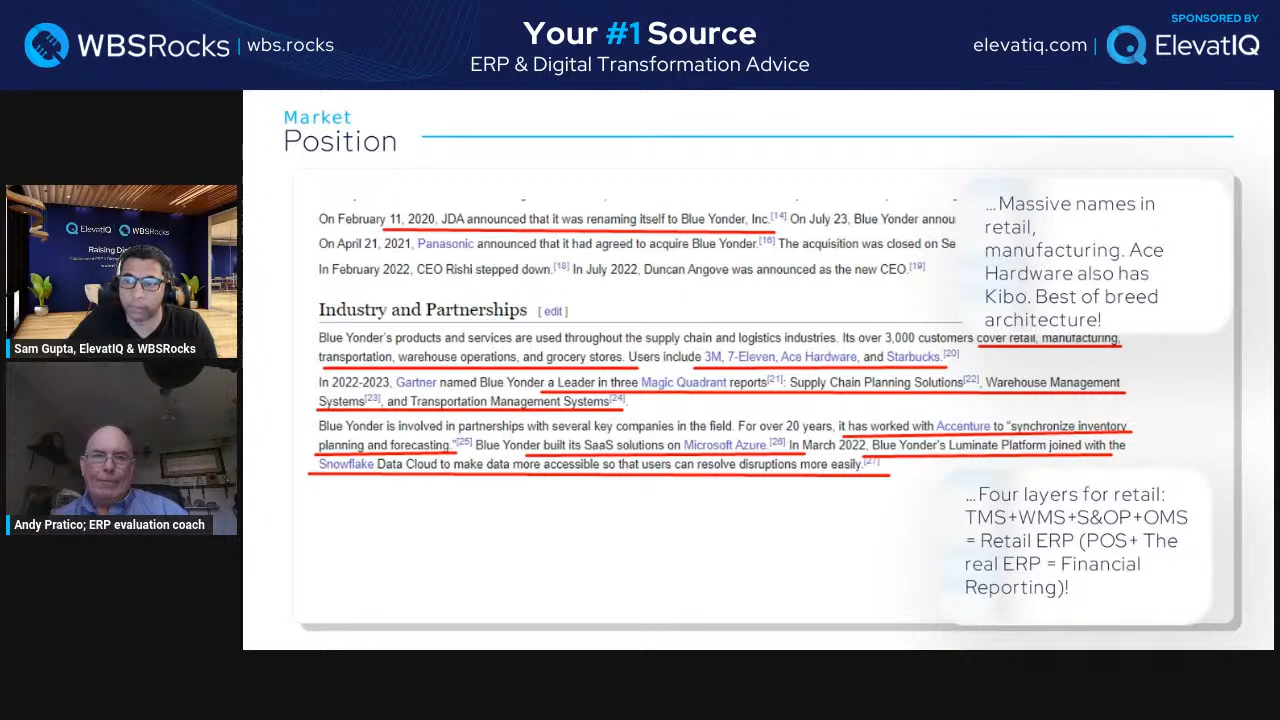 WBSRocks | wbs.rocks
Your #1 Source
ERP & Digital Transformation Advice
SPONSORED BY
elevatiq.com | ElevatIQ
Market
Position
On February 11, 2020, JDA announced that it was renaming itself to Blue Yonder, Inc.[14] On July 23, Blue Yonder annou
On April 21, 2021, Panasonic announced that it had agreed to acquire Blue Yonder.[16] The acquisition was closed on Se
In February 2022, CEO Rishi stepped down.[18] In July 2022, Duncan Angove was announced as the new CEO.[19]
Industry and Partnerships [ edit ]
Blue Yonder's products and services are used throughout the supply chain and logistics industries. Its over 3,000 customers cover retail, manufacturing,
transportation, warehouse operations, and grocery stores. Users include 3M, 7-Eleven, Ace Hardware, and Starbucks.[20]
In 2022-2023, Gartner named Blue Yonder a Leader in three Magic Quadrant reports[21]: Supply Chain Planning Solutions[22], Warehouse Management
Systems[23], and Transportation Management Systems[24].
Blue Yonder is involved in partnerships with several key companies in the field. For over 20 years, it has worked with Accenture to "synchronize inventory
planning and forecasting."[25] Blue Yonder built its SaaS solutions on Microsoft Azure.[26] In March 2022, Blue Yonder's Luminate Platform joined with the
Snowflake Data Cloud to make data more accessible so that users can resolve disruptions more easily.[27]
...Massive names in
retail,
manufacturing. Ace
Hardware also has
Kibo. Best of breed
architecture!
...Four layers for retail:
TMS+WMS+S&OP+OMS
= Retail ERP (POS+ The
real ERP = Financial
Reporting)!
ElevatIQ WBSRocks
Sam Gupta, ElevatIQ & WBSRocks
Andy Pratico; ERP evaluation coach